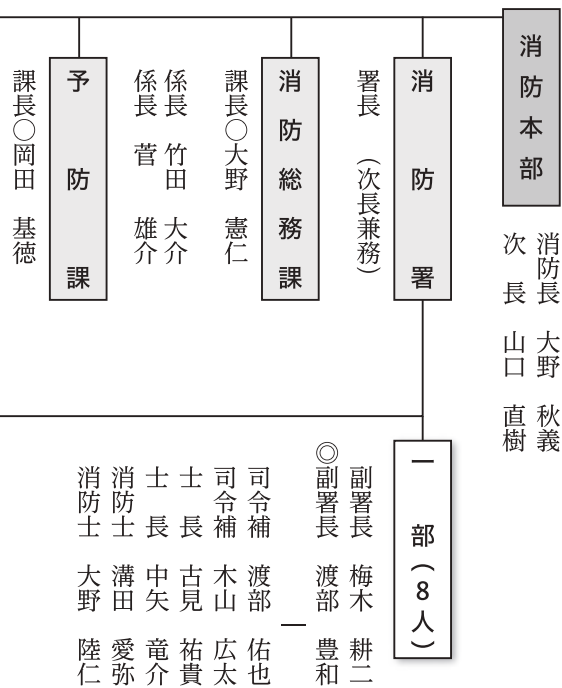 消防本部
消防長 大野 秋義
次長 山口 直樹
消防署
署長 （次長兼務）
消防総務課
課長○大野 憲仁
係長 竹田 大介
係長 菅 雄介
予防課
課長○岡田 基徳
一部（8人）
副署長 梅木 耕二
◎副署長 渡部 豊和
司令補 渡部 佑也
司令補 木山 広太
士長 古見 祐貴
士長 中矢 竜介
消防士 溝田 愛弥
消防士 大野 陸仁